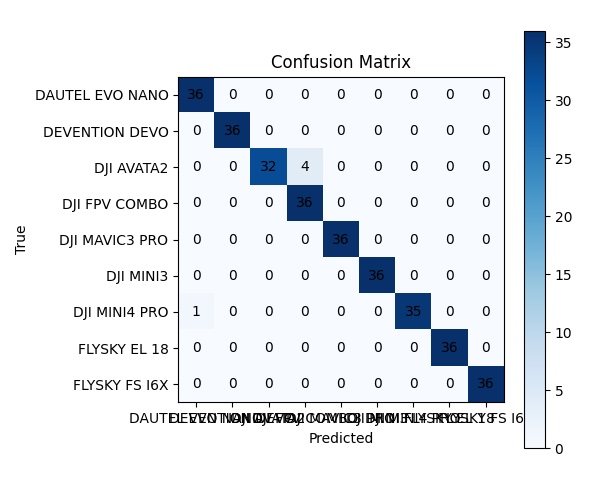 Confusion Matrix
DAUTEL EVO NANO 36 0 0 0 0 0 0 0 0
DEVENTION DEVO 0 36 0 0 0 0 0 0 0
DJI AVATA2 0 0 32 4 0 0 0 0 0
DJI FPV COMBO 0 0 0 36 0 0 0 0 0
DJI MAVIC3 PRO 0 0 0 0 36 0 0 0 0
DJI MINI3 0 0 0 0 0 36 0 0 0
DJI MINI4 PRO 1 0 0 0 0 0 35 0 0
FLYSKY EL 18 0 0 0 0 0 0 0 36 0
FLYSKY FS I6X 0 0 0 0 0 0 0 0 36
True
Predicted
35
30
25
20
15
10
5
0